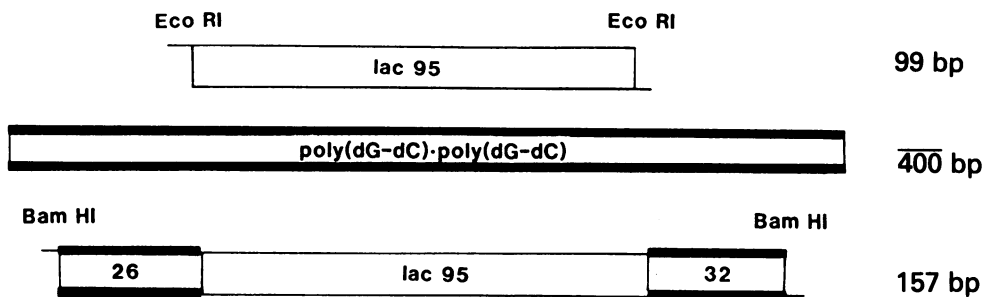 Eco RI Eco RI
lac 95 99 bp
poly(dG-dC)·poly(dG-dC) 400 bp
Bam HI Bam HI
26 lac 95 32 157 bp